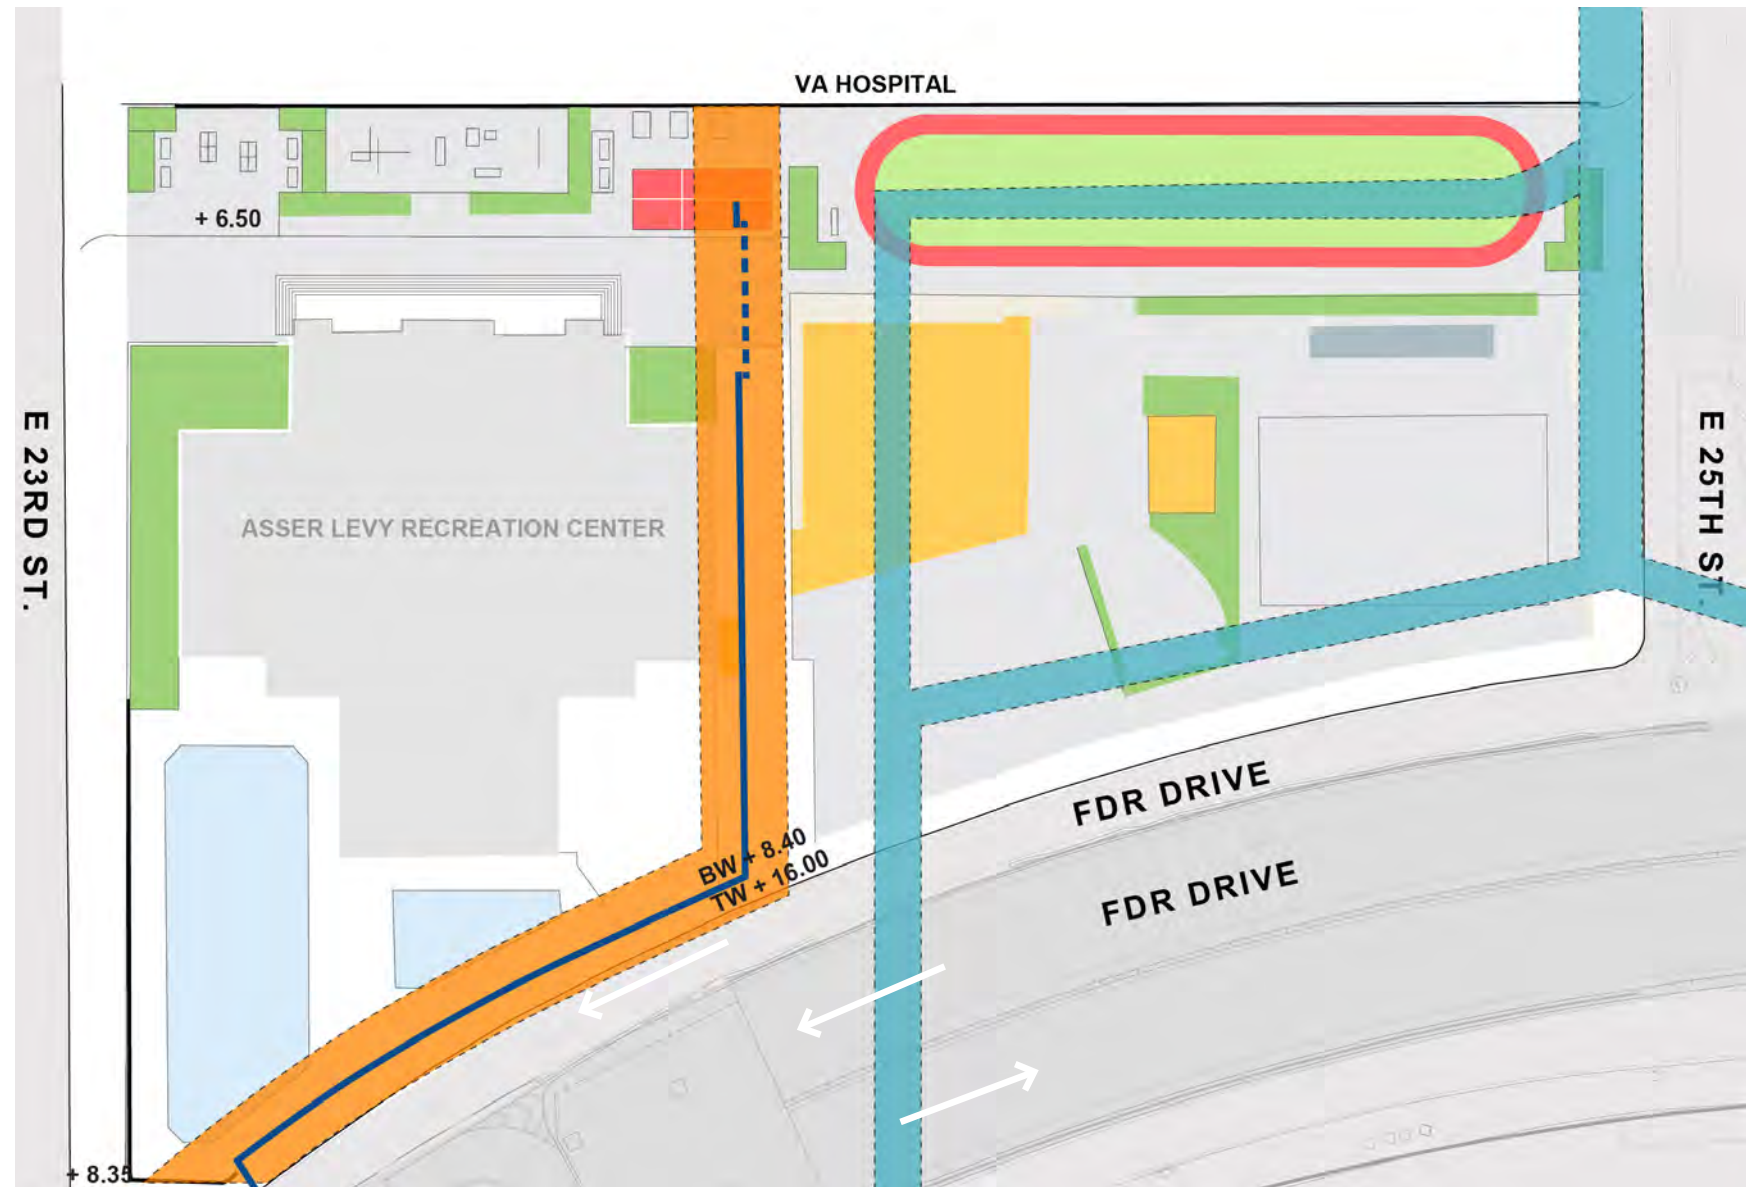 VA HOSPITAL
+ 6.50
E 23RD ST.
E 25TH ST.
ASSER LEVY RECREATION CENTER
FDR DRIVE
BW + 8.40
TW + 16.00
FDR DRIVE
+ 8.35